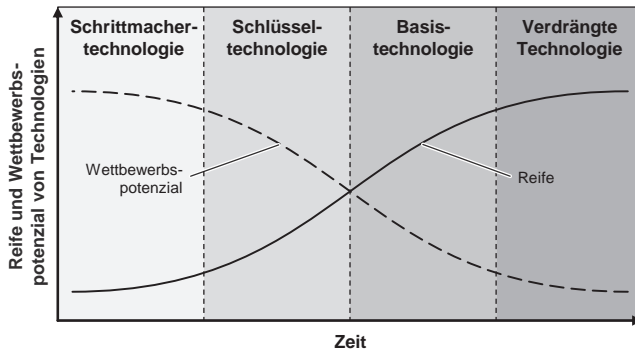 Schrittmacher-
technologie
Schlüssel-
technologie
Basis-
technologie
Verdrängte
Technologie
Reife und Wettbewerbs-
potenzial von Technologien
Wettbewerbs-
potenzial
Reife
Zeit